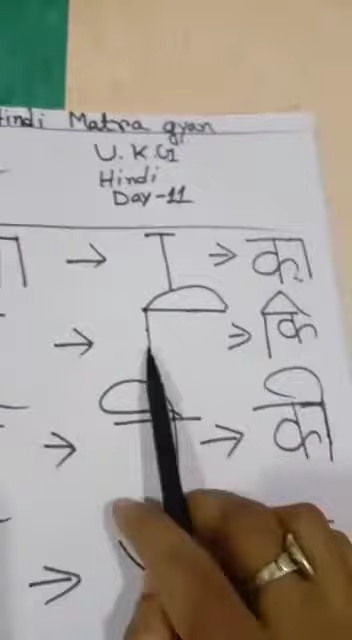 Hindi Matra gyan
U.K.G
Hindi
Day-11
→ ा ⇒ का
→ ि ⇒ कि
→ ी ⇒ की
→